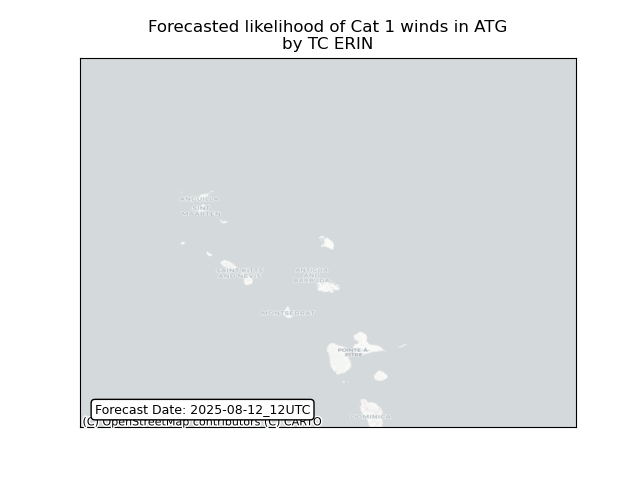 Forecasted likelihood of Cat 1 winds in ATG
by TC ERIN
ANGUILLA
SINT
MAARTEN
SAINT KITTS
AND NEVIS
ANTIGUA
AND
BARBUDA
MONTSERRAT
POINTE-À-
PITRE
DOMINICA
Forecast Date: 2025-08-12_12UTC
(C) OpenStreetMap contributors (C) CARTO